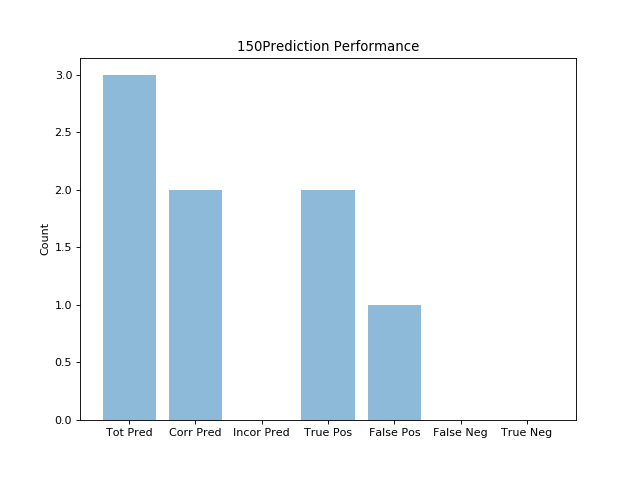 150Prediction Performance
3.0
2.5
2.0
1.5
1.0
0.5
0.0
Count
Tot Pred Corr Pred Incor Pred True Pos False Pos False Neg True Neg